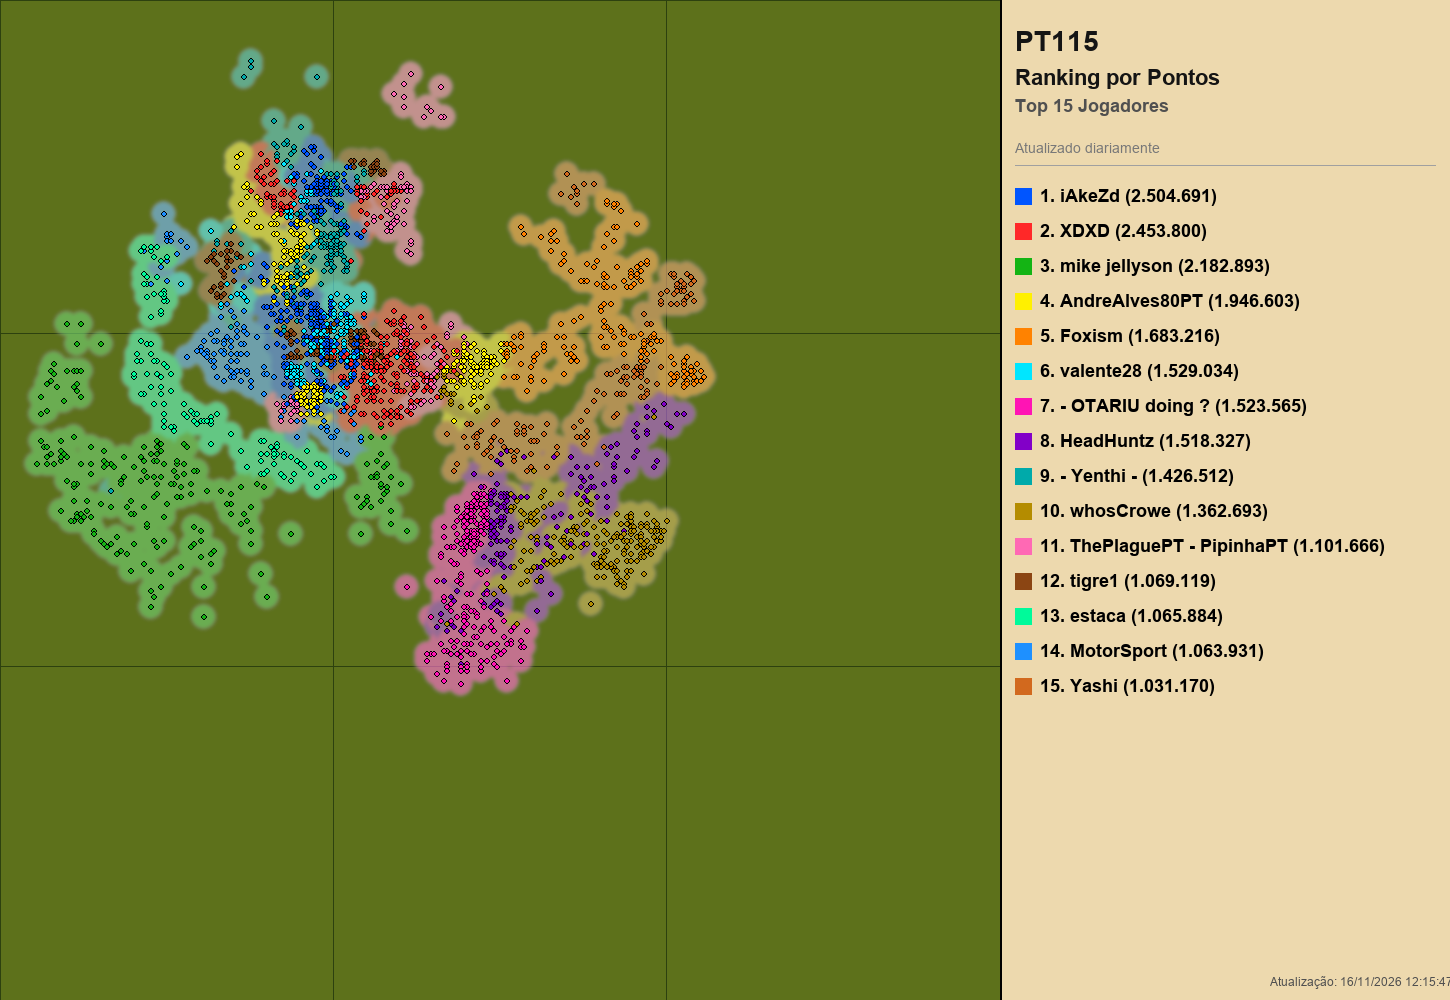 PT115
Ranking por Pontos
Top 15 Jogadores
Atualizado diariamente
1. iAkeZd (2.504.691)
2. XDXD (2.453.800)
3. mike jellyson (2.182.893)
4. AndreAlves80PT (1.946.603)
5. Foxism (1.683.216)
6. valente28 (1.529.034)
7. - OTARIU doing ? (1.523.565)
8. HeadHuntz (1.518.327)
9. - Yenthi - (1.426.512)
10. whosCrowe (1.362.693)
11. ThePlaguePT - PipinhaPT (1.101.666)
12. tigre1 (1.069.119)
13. estaca (1.065.884)
14. MotorSport (1.063.931)
15. Yashi (1.031.170)
Atualização: 16/11/2026 12:15:47